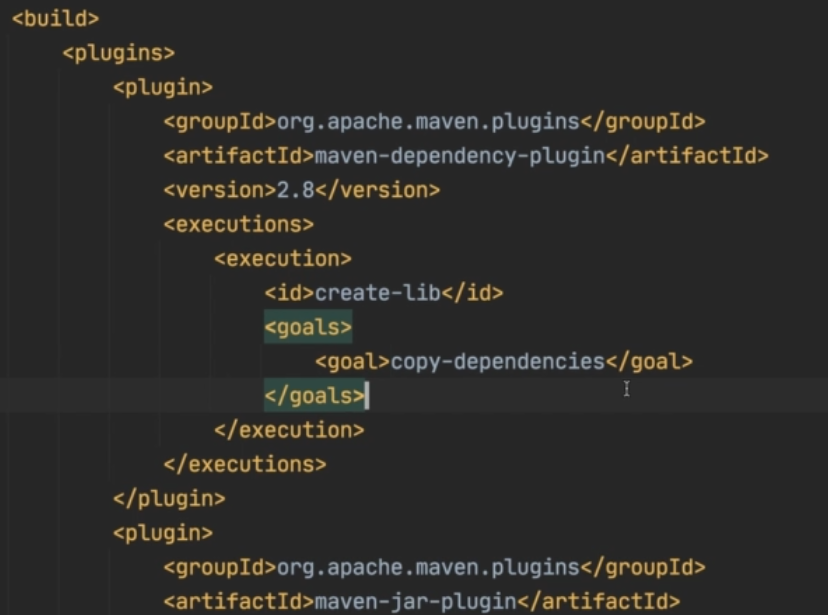 <build>
<plugins>
<plugin>
<groupId>org.apache.maven.plugins</groupId>
<artifactId>maven-dependency-plugin</artifactId>
<version>2.8</version>
<executions>
<execution>
<id>create-lib</id>
<goals>
<goal>copy-dependencies</goal>
</goals>
</execution>
</executions>
</plugin>
<plugin>
<groupId>org.apache.maven.plugins</groupId>
<artifactId>maven-jar-plugin</artifactId>